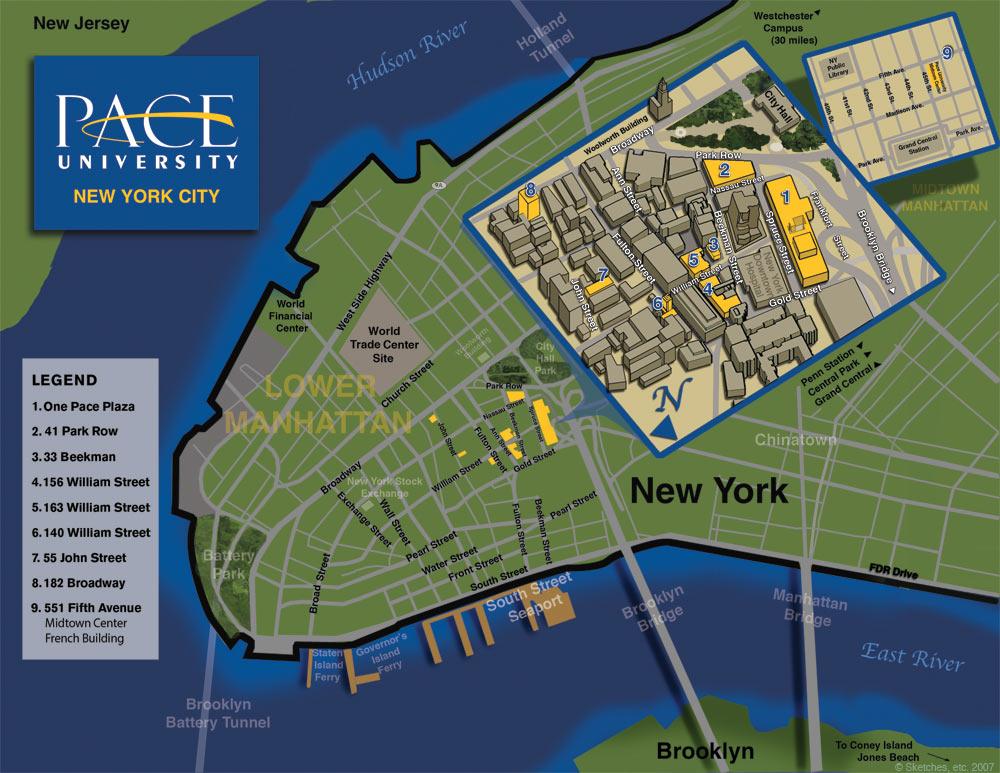 New Jersey
Hudson River
Holland
Tunnel
Westchester
Campus
(30 miles)
PACE
UNIVERSITY
NEW YORK CITY
9
NY
Public
Library
Fifth Ave.
40th St.
41st St.
42nd St.
43rd St.
44th St.
45th St.
Pace University
Midtown Center
Madison Ave.
Grand Central
Station
Park Ave.
Park Ave.
MIDTOWN
MANHATTAN
City Hall
Woolworth Building
Broadway
Park Row
2
Nassau Street
1
8
Ann Street
Beekman Street
Spruce Street
Frankfort
Street
Brooklyn Bridge
Fulton Street
3
5
William Street
New York
Downtown
Hospital
7
4
6
John Street
Gold Street
N
9A
West Side Highway
World
Financial
Center
World
Trade Center
Site
Woolworth
Building
City
Hall
Park
Church Street
LOWER
MANHATTAN
Penn Station
Central Park
Grand Central
Park Row
Nassau Street
Beekman Street
Spruce Street
John Street
Ann Street
Fulton Street
Gold Street
William Street
Chinatown
New York
Broadway
New York Stock
Exchange
Exchange Street
Wall Street
Pearl Street
Fulton Street
Beekman Street
Pearl Street
Water Street
Front Street
South Street
Broad Street
Battery
Park
South Street
Seaport
FDR Drive
Brooklyn
Bridge
Manhattan
Bridge
East River
Staten
Island
Ferry
Governor's
Island
Ferry
Brooklyn
Battery Tunnel
Brooklyn
To Coney Island
Jones Beach
© Sketches, etc. 2007
LEGEND
1. One Pace Plaza
2. 41 Park Row
3. 33 Beekman
4. 156 William Street
5. 163 William Street
6. 140 William Street
7. 55 John Street
8. 182 Broadway
9. 551 Fifth Avenue
Midtown Center
French Building